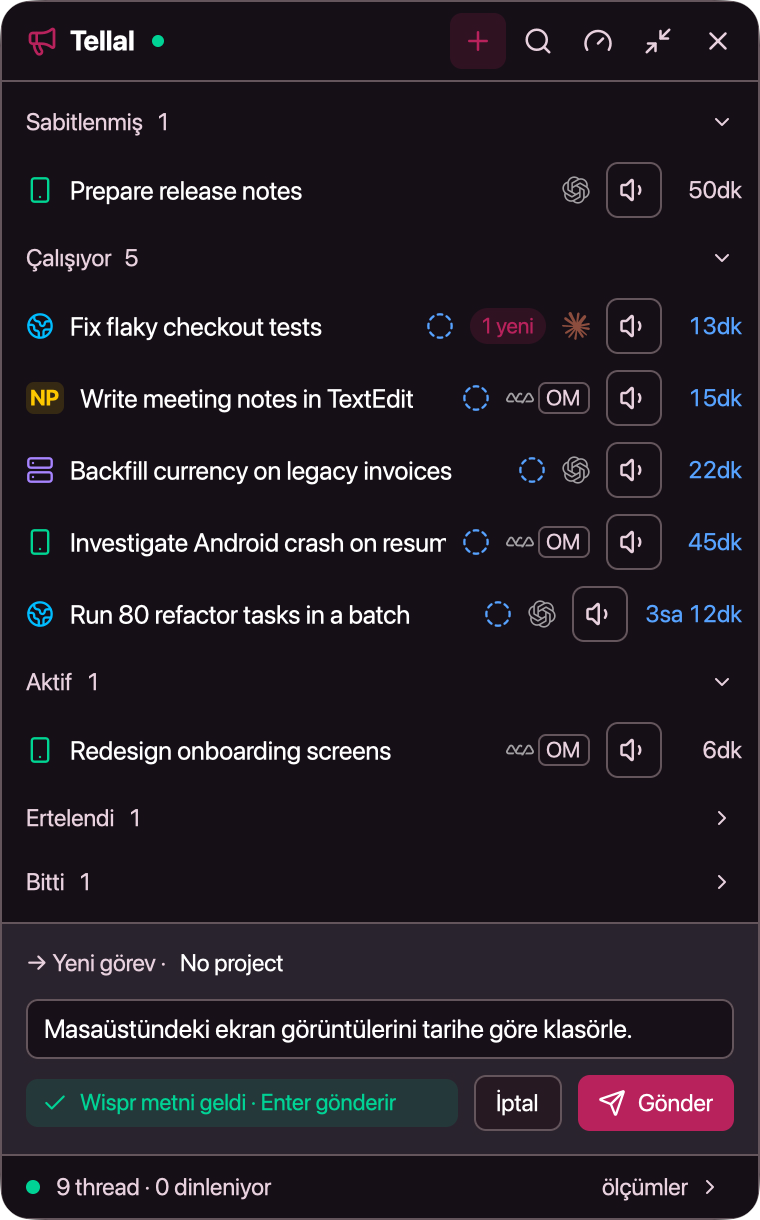 Tellal
Sabitlenmiş 1
Prepare release notes 50dk
Çalışıyor 5
Fix flaky checkout tests 1 yeni 13dk
NP Write meeting notes in TextEdit OM 15dk
Backfill currency on legacy invoices 22dk
Investigate Android crash on resum OM 45dk
Run 80 refactor tasks in a batch 3sa 12dk
Aktif 1
Redesign onboarding screens OM 6dk
Ertelendi 1
Bitti 1
→ Yeni görev · No project
Masaüstündeki ekran görüntülerini tarihe göre klasörle.
Wispr metni geldi · Enter gönderir İptal Gönder
9 thread · 0 dinleniyor ölçümler